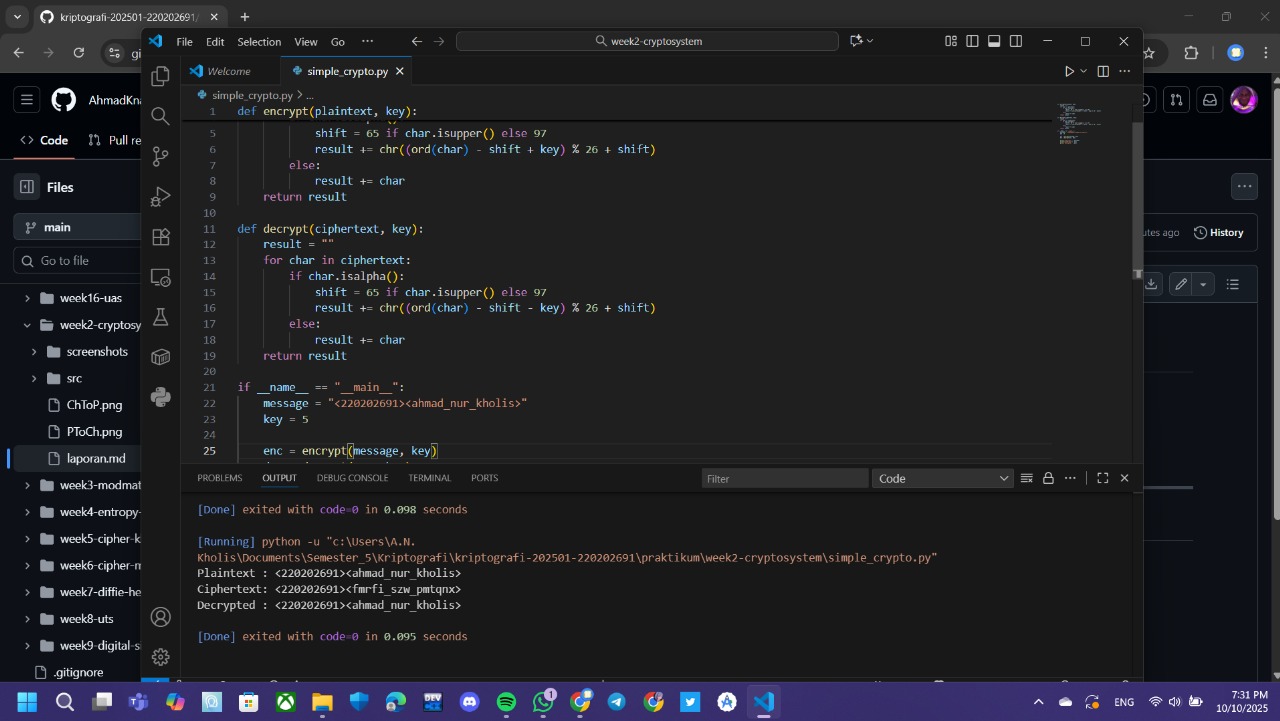 kriptografi-202501-220202691/
File Edit Selection View Go ···
week2-cryptosystem
Welcome
simple_crypto.py
simple_crypto.py > ...
1 def encrypt(plaintext, key):
5 shift = 65 if char.isupper() else 97
6 result += chr((ord(char) - shift + key) % 26 + shift)
7 else:
8 result += char
9 return result
10
11 def decrypt(ciphertext, key):
12 result = ""
13 for char in ciphertext:
14 if char.isalpha():
15 shift = 65 if char.isupper() else 97
16 result += chr((ord(char) - shift - key) % 26 + shift)
17 else:
18 result += char
19 return result
20
21 if __name__ == "__main__":
22 message = "<220202691><ahmad_nur_kholis>"
23 key = 5
24
25 enc = encrypt(message, key)
PROBLEMS OUTPUT DEBUG CONSOLE TERMINAL PORTS
Filter
Code
[Done] exited with code=0 in 0.098 seconds
[Running] python -u "c:\Users\A.N.
Kholis\Documents\Semester_5\Kriptografi\kriptografi-202501-220202691\praktikum\week2-cryptosystem\simple_crypto.py"
Plaintext : <220202691><ahmad_nur_kholis>
Ciphertext: <220202691><fmrfi_szw_pmtqnx>
Decrypted : <220202691><ahmad_nur_kholis>
[Done] exited with code=0 in 0.095 seconds
AhmadKna
Code
Pull re
Files
main
Go to file
week16-uas
week2-cryptosy
screenshots
src
ChToP.png
PToCh.png
laporan.md
week3-modmat
week4-entropy-
week5-cipher-k
week6-cipher-m
week7-diffie-he
week8-uts
week9-digital-si
.gitignore
utes ago
History
DEV
1
ENG
7:31 PM
10/10/2025